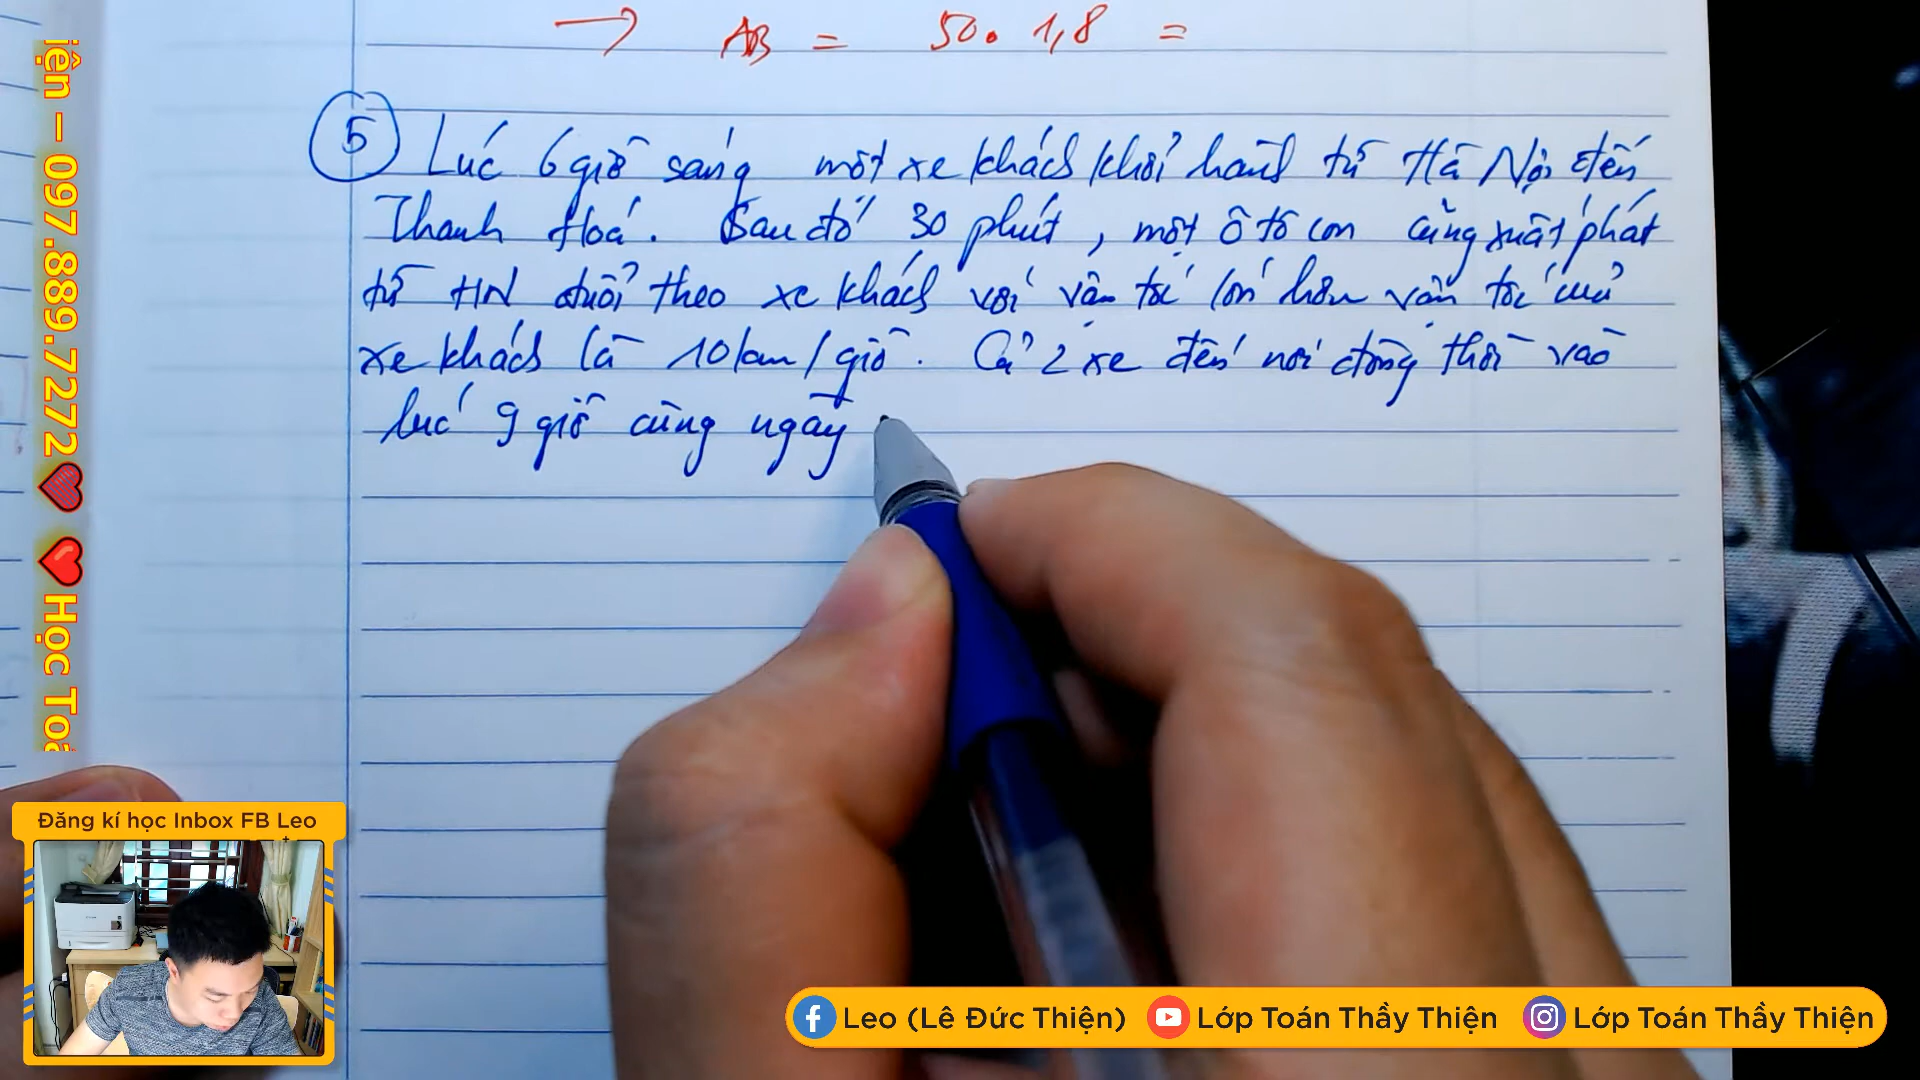 → AB = 50. 1,8 =
5 Lúc 6 giờ sáng một xe khách khởi hành từ Hà Nội đến
Thanh Hoá. Sau đó 30 phút, một ô tô con cũng xuất phát
từ HN đuổi theo xe khách với vận tốc lớn hơn vận tốc của
xe khách là 10km/giờ. Cả 2 xe đến nơi đồng thời vào
lúc 9 giờ cùng ngày
iện – 097.889.7272 Học Toá
Đăng kí học Inbox FB Leo
Leo (Lê Đức Thiện) Lớp Toán Thầy Thiện Lớp Toán Thầy Thiện